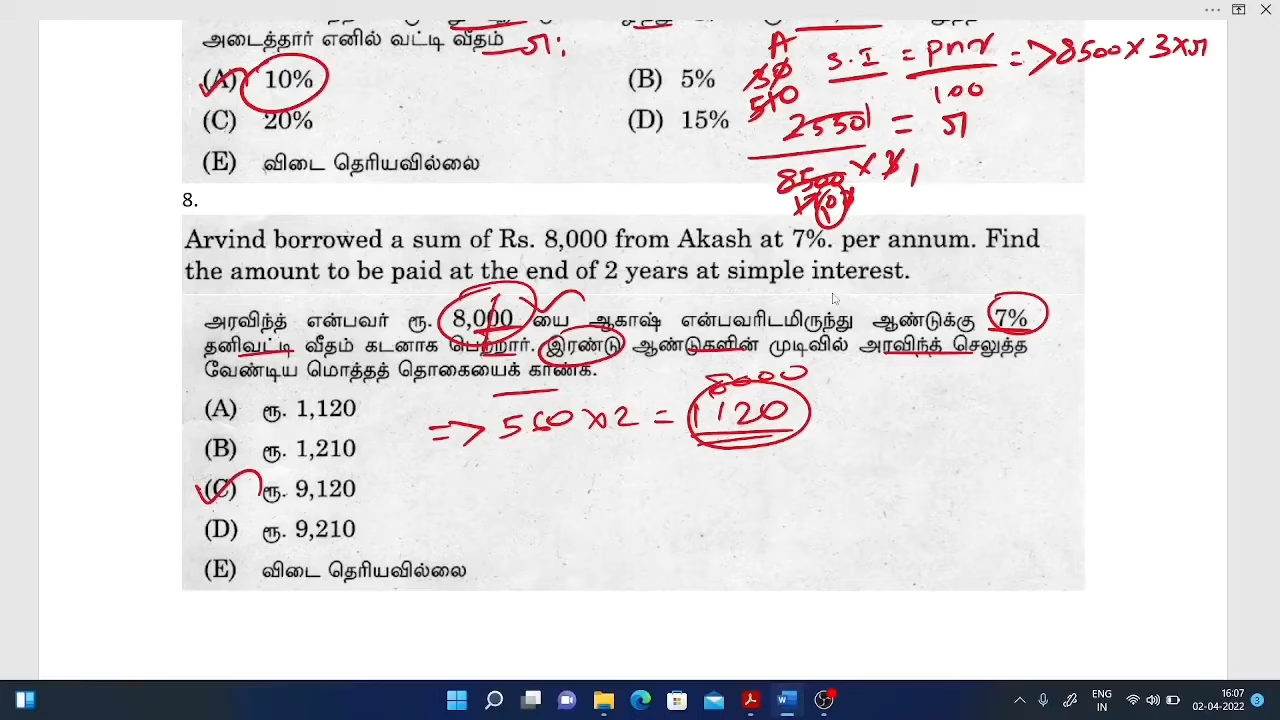 அடைத்தார் எனில் வட்டி வீதம்
(A) 10%
(B) 5%
(C) 20%
(D) 15%
(E) விடை தெரியவில்லை
S.I = pnr => 8500 x 3 x r
100
510
2550 = r
8500 x 3
8.
Arvind borrowed a sum of Rs. 8,000 from Akash at 7%. per annum. Find
the amount to be paid at the end of 2 years at simple interest.
அரவிந்த் என்பவர் ரூ. 8,000 யை ஆகாஷ் என்பவரிடமிருந்து ஆண்டுக்கு 7%
தனிவட்டி வீதம் கடனாக பெற்றார். இரண்டு ஆண்டுகளின் முடிவில் அரவிந்த் செலுத்த
வேண்டிய மொத்தத் தொகையைக் காண்க.
8000
=> 560 x 2 = 1120
(A) ரூ. 1,120
(B) ரூ. 1,210
(C) ரூ. 9,120
(D) ரூ. 9,210
(E) விடை தெரியவில்லை
ENG
IN
16:07
02-04-2022
3